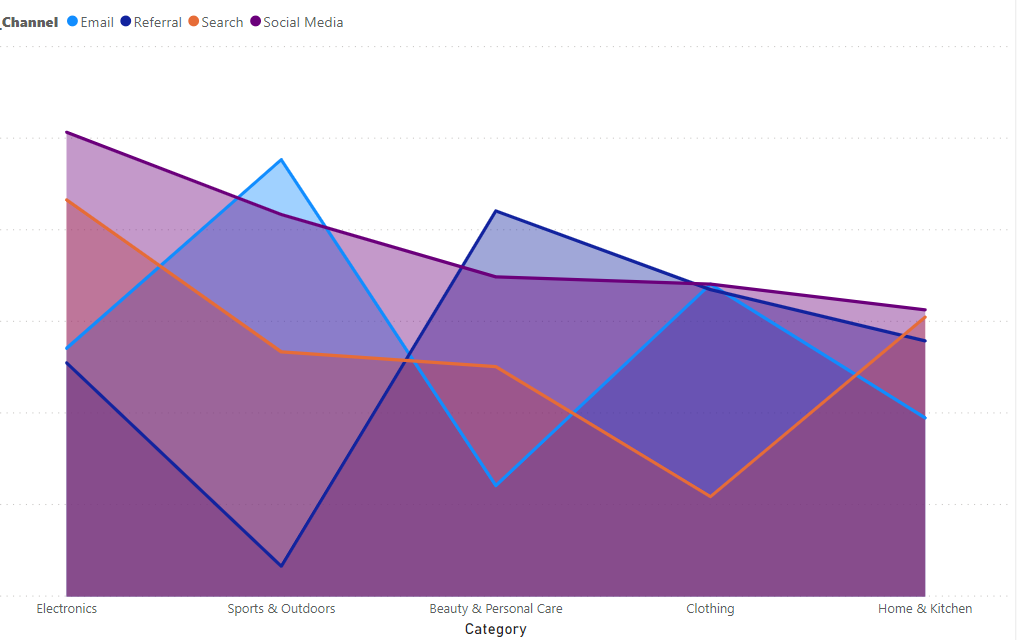 Channel Email Referral Search Social Media
Electronics Sports & Outdoors Beauty & Personal Care Clothing Home & Kitchen
Category